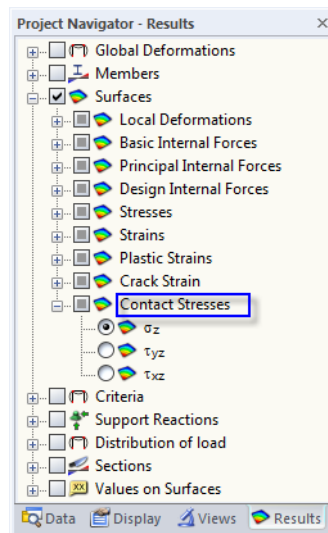 Project Navigator - Results
Global Deformations
Members
Surfaces
Local Deformations
Basic Internal Forces
Principal Internal Forces
Design Internal Forces
Stresses
Strains
Plastic Strains
Crack Strain
Contact Stresses
σz
τyz
τxz
Criteria
Support Reactions
Distribution of load
Sections
xx Values on Surfaces
Data Display Views Results